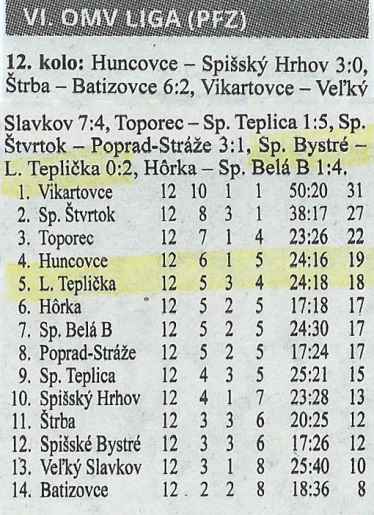 VI. OMV LIGA (PFZ)
12. kolo: Huncovce – Spišský Hrhov 3:0,
Štrba – Batizovce 6:2, Vikartovce – Veľký
Slavkov 7:4, Toporec – Sp. Teplica 1:5, Sp.
Štvrtok – Poprad-Stráže 3:1, Sp. Bystré –
L. Teplička 0:2, Hôrka – Sp. Belá B 1:4.
1. Vikartovce 12 10 1 1 50:20 31
2. Sp. Štvrtok 12 8 3 1 38:17 27
3. Toporec 12 7 1 4 23:26 22
4. Huncovce 12 6 1 5 24:16 19
5. L. Teplička 12 5 3 4 24:18 18
6. Hôrka 12 5 2 5 17:18 17
7. Sp. Belá B 12 5 2 5 24:30 17
8. Poprad-Stráže 12 5 2 5 17:24 17
9. Sp. Teplica 12 4 3 5 25:21 15
10. Spišský Hrhov 12 4 1 7 23:28 13
11. Štrba 12 3 3 6 20:25 12
12. Spišské Bystré 12 3 3 6 17:26 12
13. Veľký Slavkov 12 3 1 8 25:40 10
14. Batizovce 12 2 2 8 18:36 8